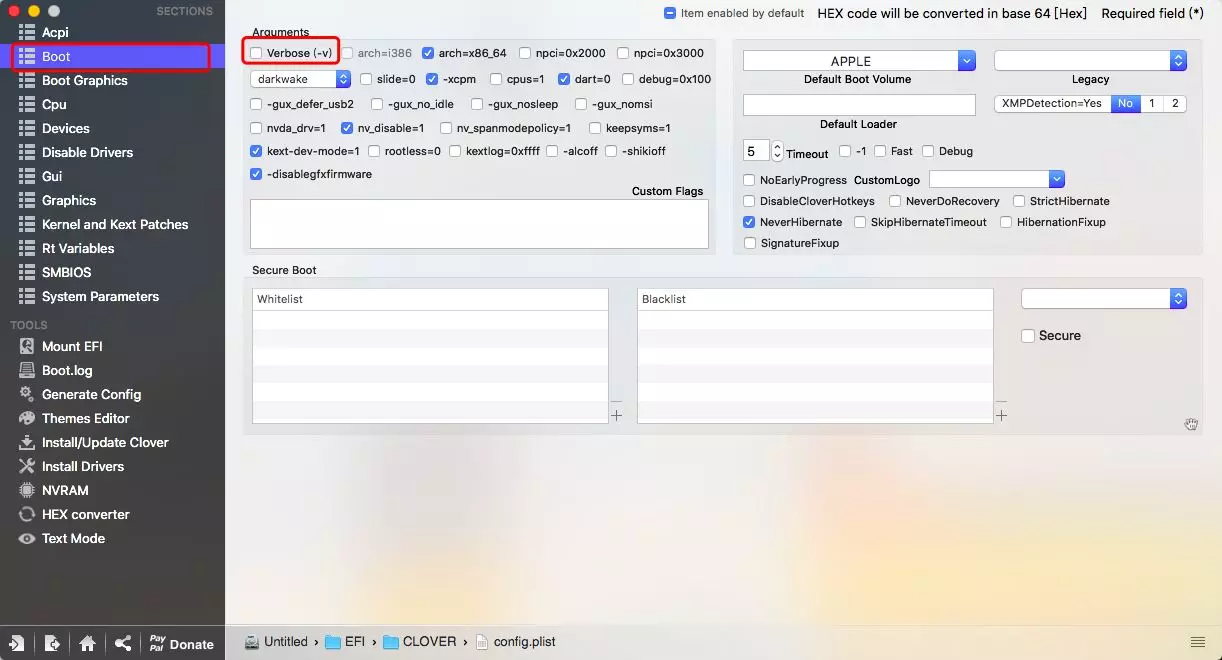 SECTIONS
Acpi
Boot
Boot Graphics
Cpu
Devices
Disable Drivers
Gui
Graphics
Kernel and Kext Patches
Rt Variables
SMBIOS
System Parameters
TOOLS
Mount EFI
Boot.log
Generate Config
Themes Editor
Install/Update Clover
Install Drivers
NVRAM
HEX converter
Text Mode
Pay Pal Donate
Item enabled by default HEX code will be converted in base 64 [Hex] Required field (*)
Arguments
Verbose (-v) arch=i386 arch=x86_64 npci=0x2000 npci=0x3000
darkwake slide=0 -xcpm cpus=1 dart=0 debug=0x100
-gux_defer_usb2 -gux_no_idle -gux_nosleep -gux_nomsi
nvda_drv=1 nv_disable=1 nv_spanmodepolicy=1 keepsyms=1
kext-dev-mode=1 rootless=0 kextlog=0xffff -alcoff -shikioff
-disablegfxfirmware
Custom Flags
APPLE
Default Boot Volume
Legacy
Default Loader
XMPDetection=Yes No 1 2
5 Timeout -1 Fast Debug
NoEarlyProgress CustomLogo
DisableCloverHotkeys NeverDoRecovery StrictHibernate
NeverHibernate SkipHibernateTimeout HibernationFixup
SignatureFixup
Secure Boot
Whitelist
Blacklist
Secure
Untitled › EFI › CLOVER › config.plist